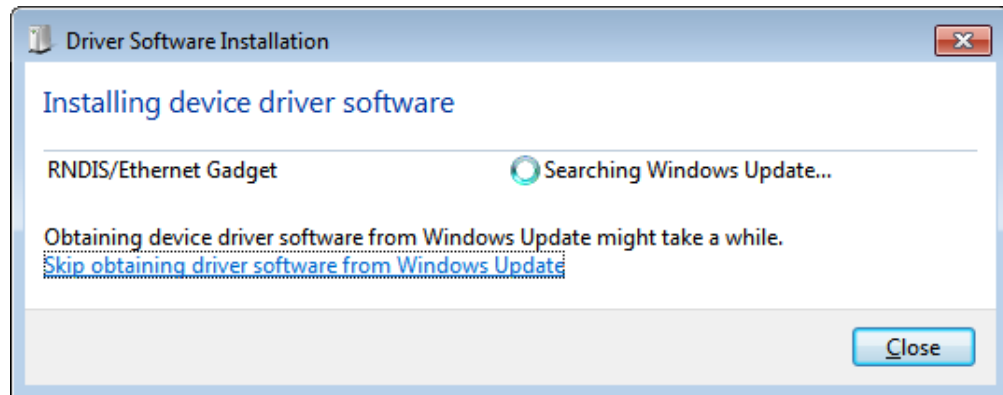 Driver Software Installation
Installing device driver software
RNDIS/Ethernet Gadget Searching Windows Update...
Obtaining device driver software from Windows Update might take a while.
Skip obtaining driver software from Windows Update
Close